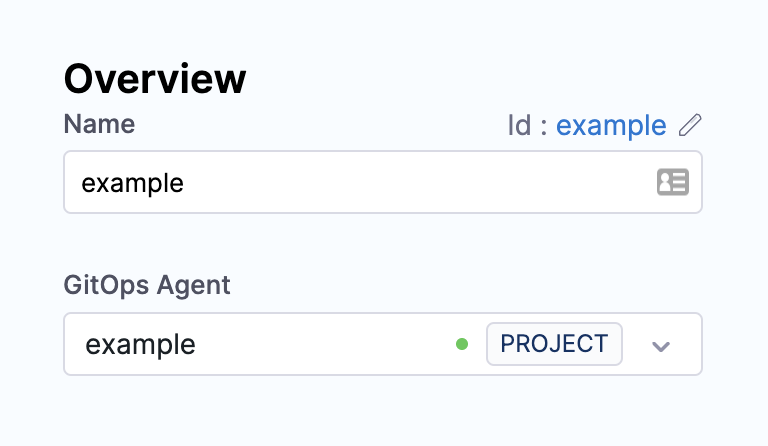 Overview
Name Id : example
example
GitOps Agent
example PROJECT